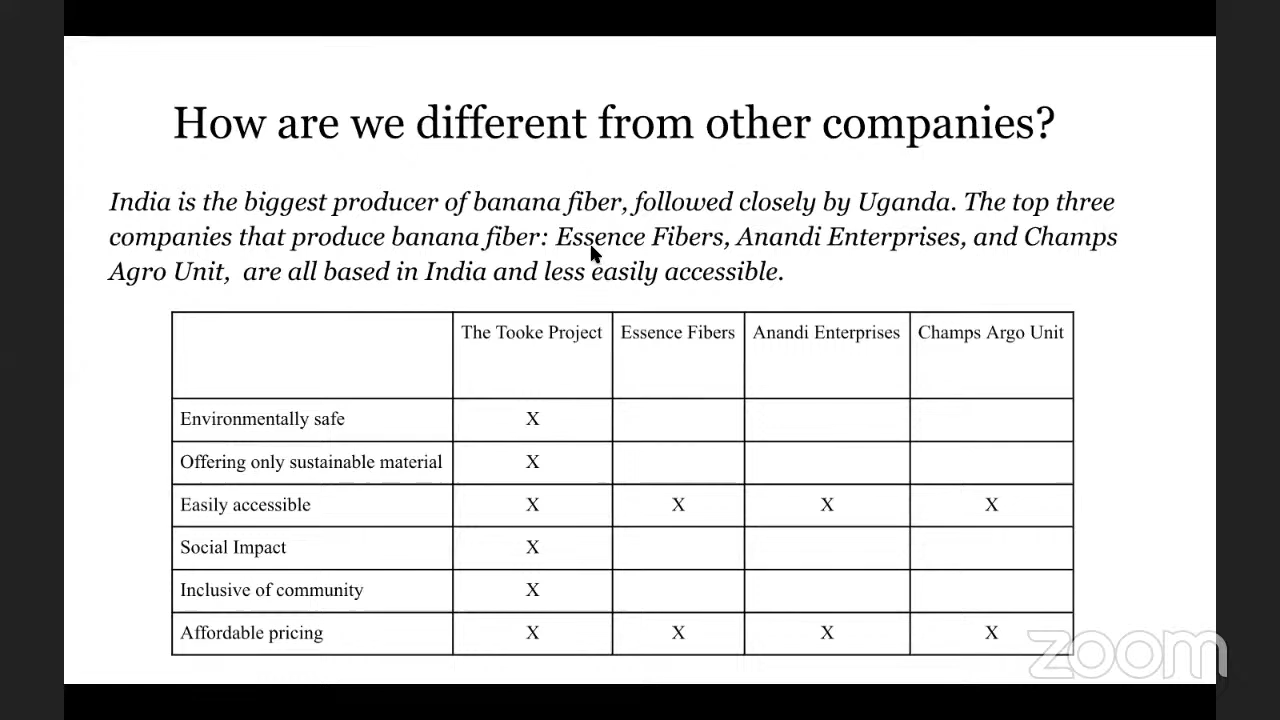 How are we different from other companies?
India is the biggest producer of banana fiber, followed closely by Uganda. The top three
companies that produce banana fiber: Essence Fibers, Anandi Enterprises, and Champs
Agro Unit, are all based in India and less easily accessible.
The Tooke Project Essence Fibers Anandi Enterprises Champs Argo Unit
Environmentally safe X
Offering only sustainable material X
Easily accessible X X X X
Social Impact X
Inclusive of community X
Affordable pricing X X X X
zoom